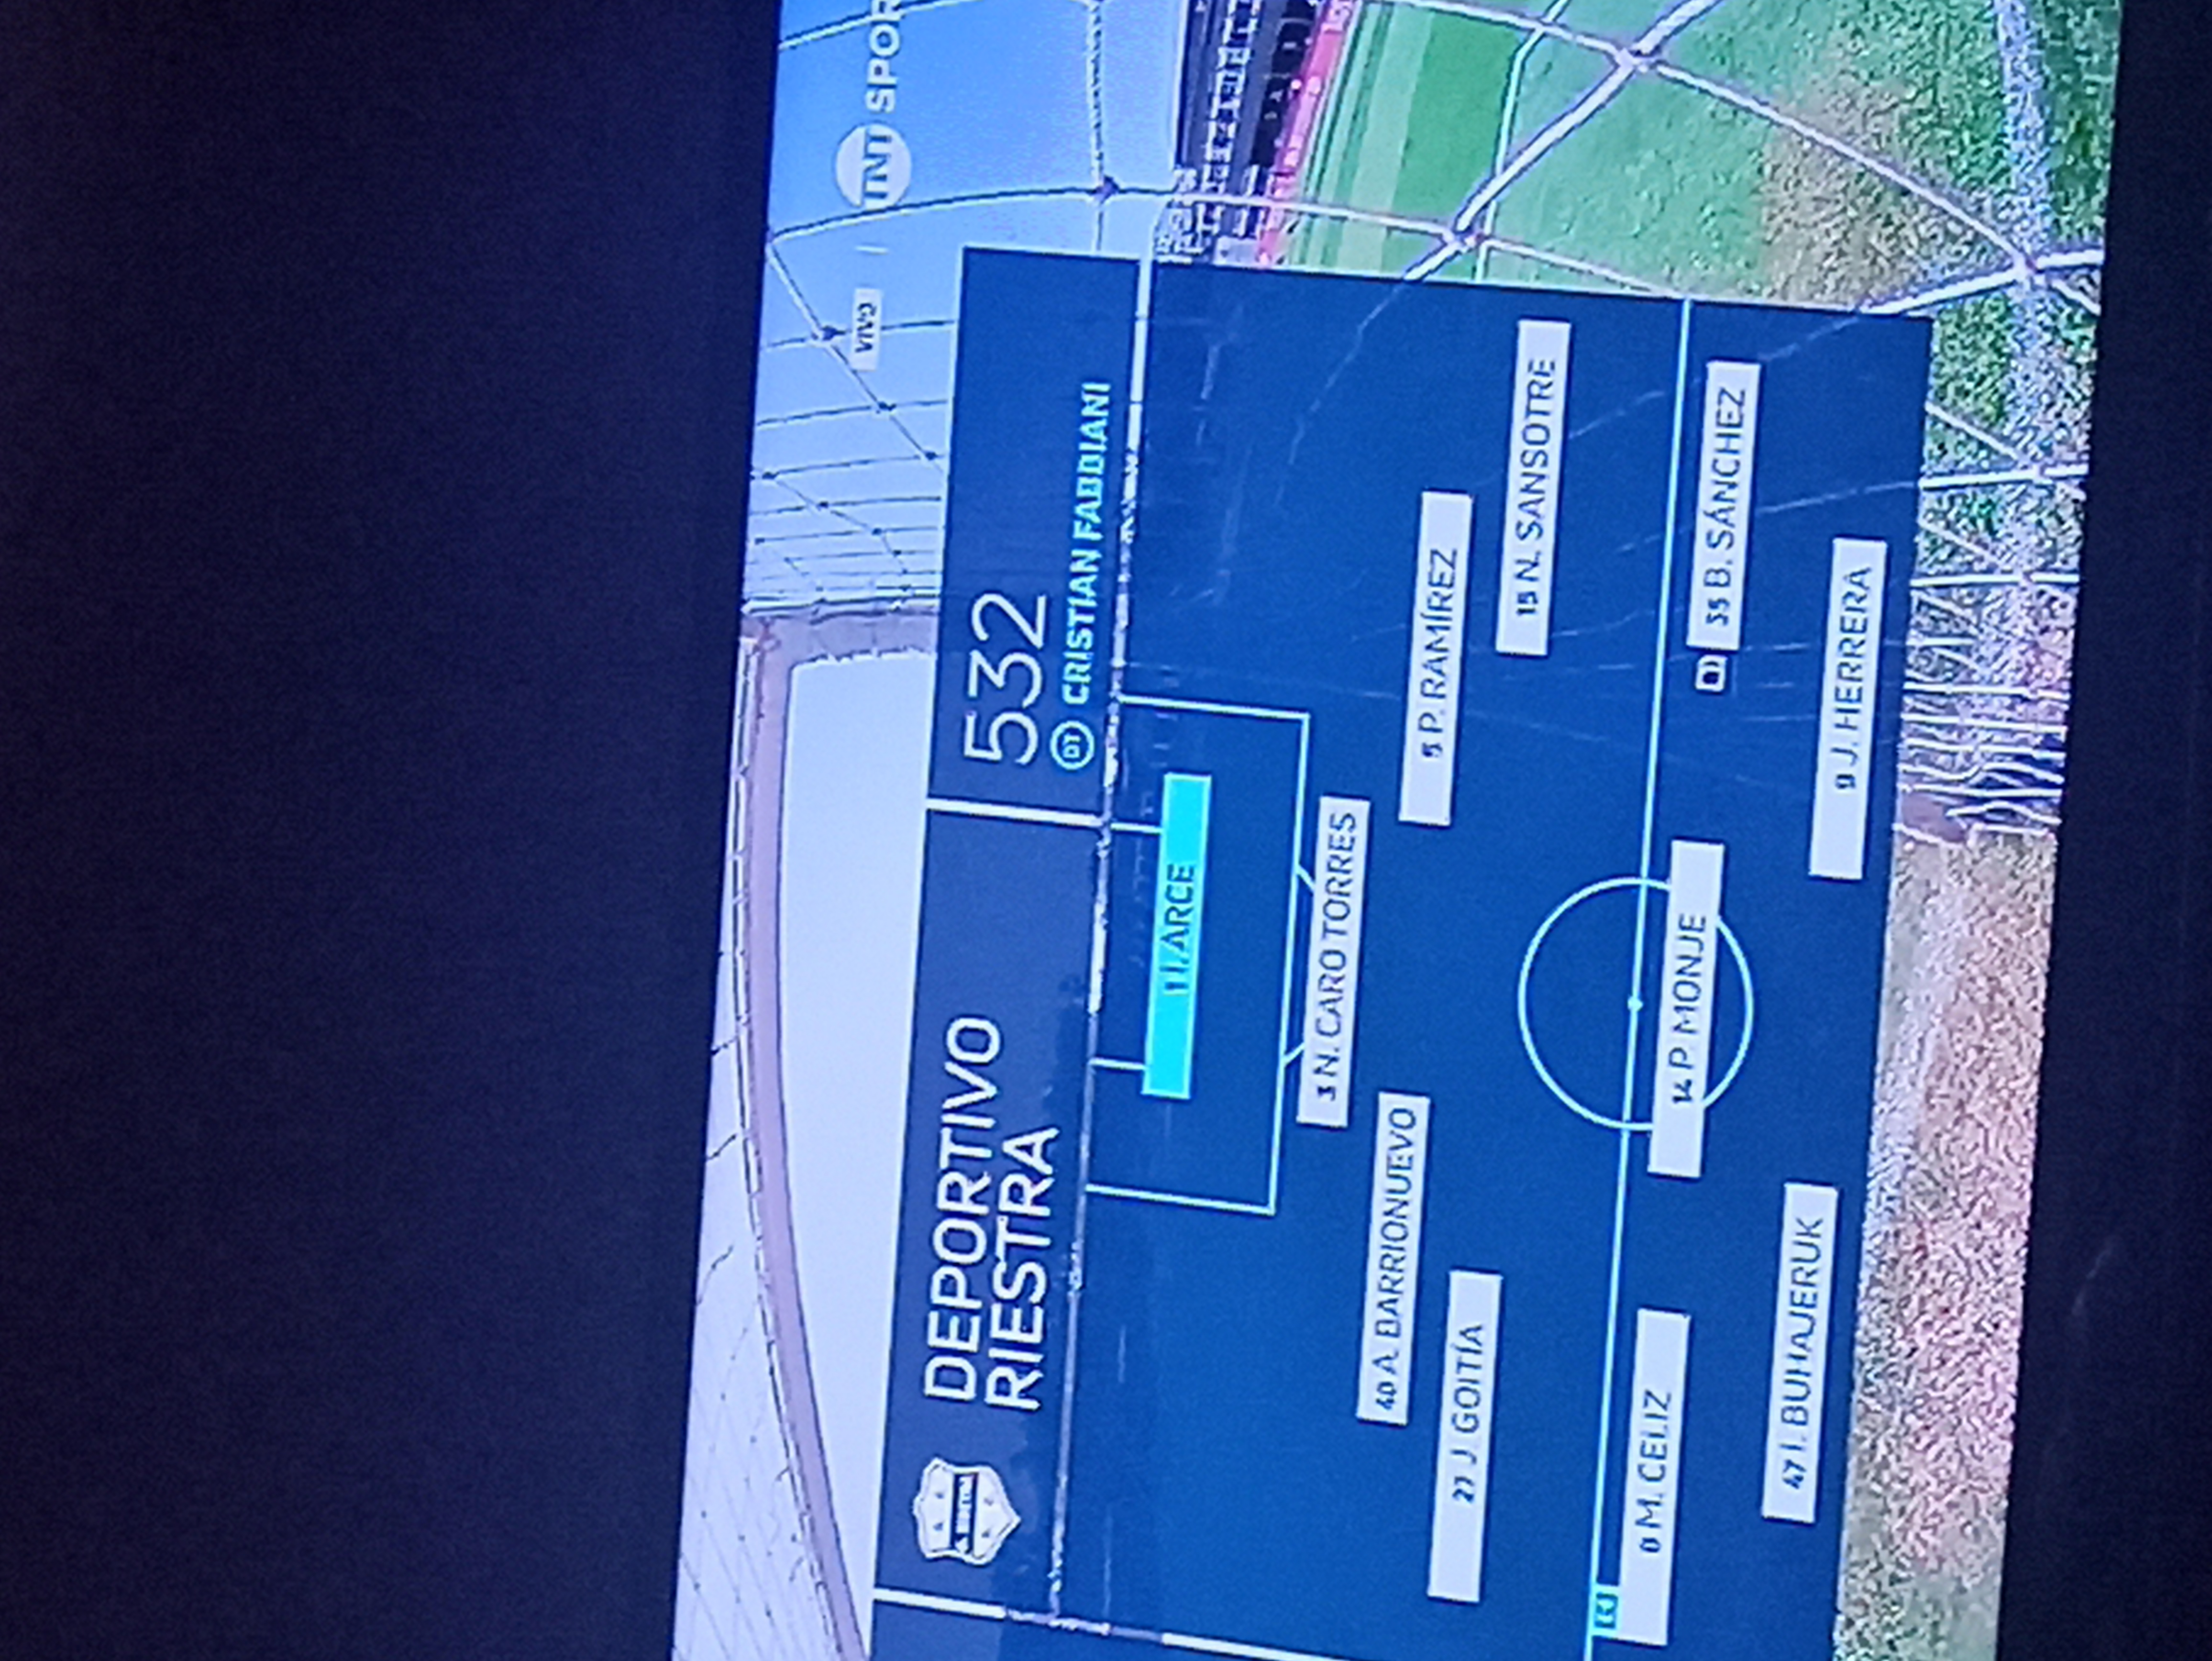 VIVO
TNT SPOR
DEPORTIVO
RIESTRA
532
DT CRISTIAN FABBIANI
1 I. ARCE
3 N. CARO TORRES
40 A. BARRIONUEVO
5 P. RAMÍREZ
27 J. GOITÍA
15 N. SANSOTRE
8 M. CELIZ
14 P. MONJE
35 B. SÁNCHEZ
47 I. BUHAJERUK
9 J. HERRERA